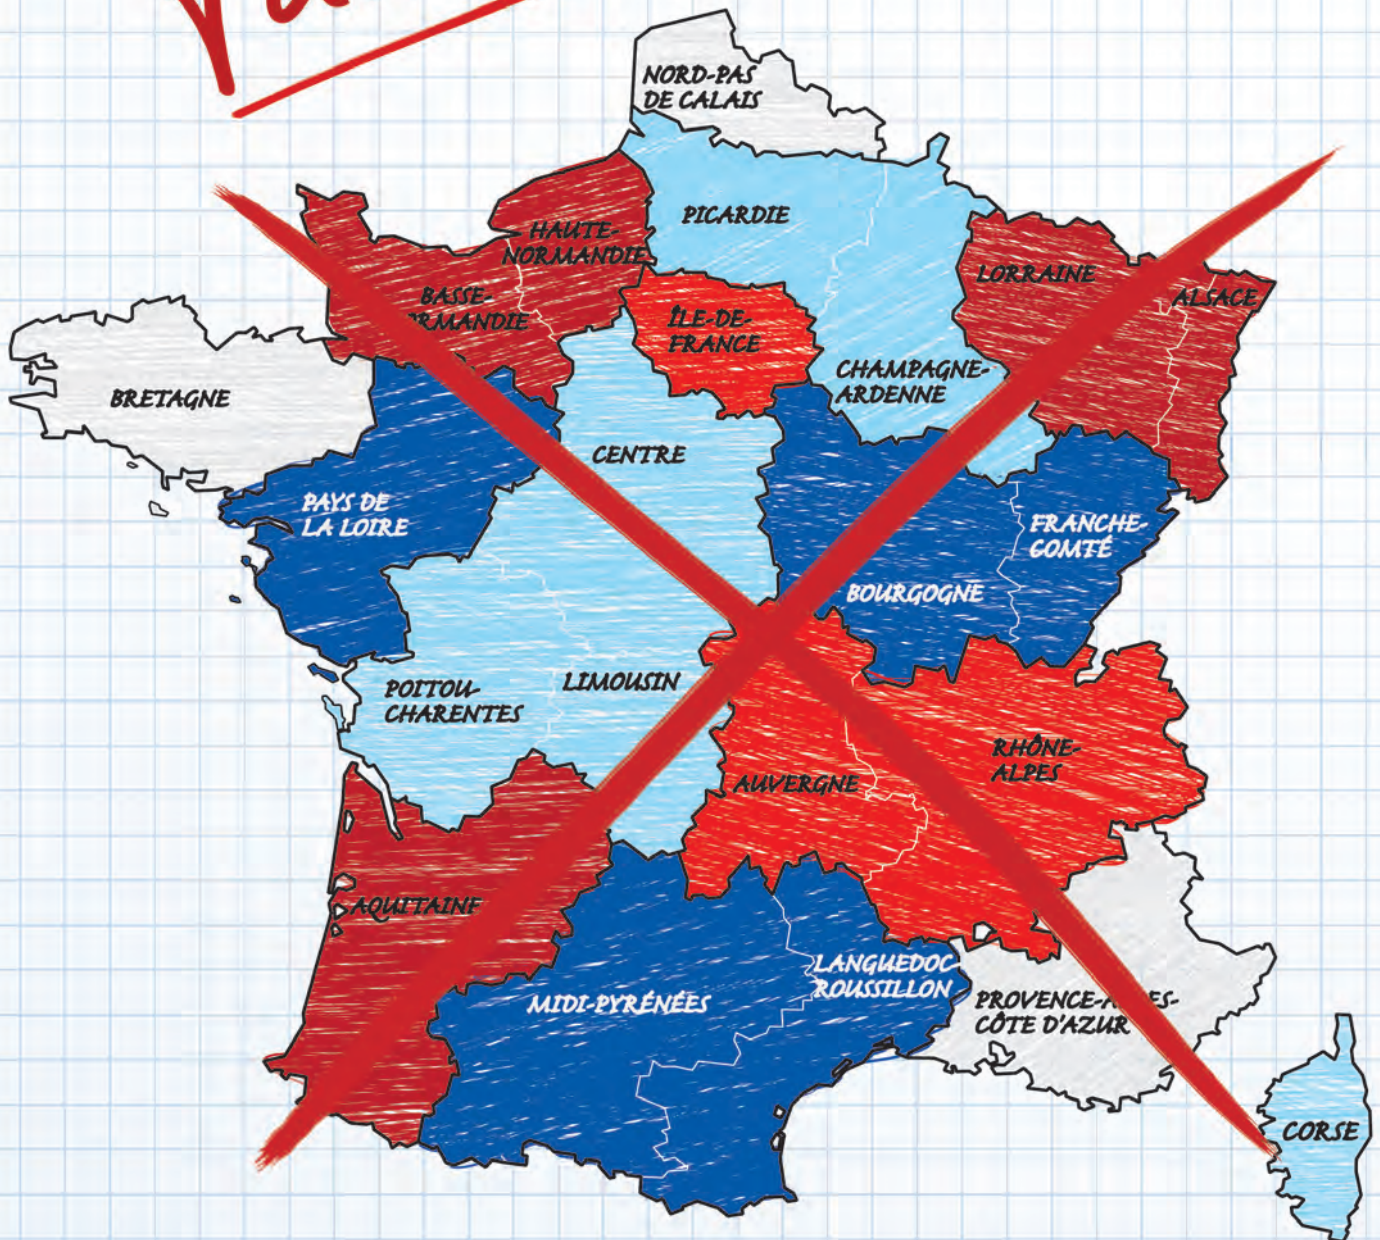 NORD-PAS
DE CALAIS
PICARDIE
HAUTE-
NORMANDIE
BASSE-
LORRAINE
ALSACE
ÎLE-DE-
FRANCE
CHAMPAGNE-
ARDENNE
BRETAGNE
CENTRE
PAYS DE
LA LOIRE
FRANCHE-
COMTÉ
BOURGOGNE
POITOU-
CHARENTES
LIMOUSIN
RHÔNE-
ALPES
AUVERGNE
AQUITAINE
LANGUEDOC
ROUSSILLON
MIDI-PYRÉNÉES
PROVENCE-A ES-
CÔTE D'AZUR
CORSE